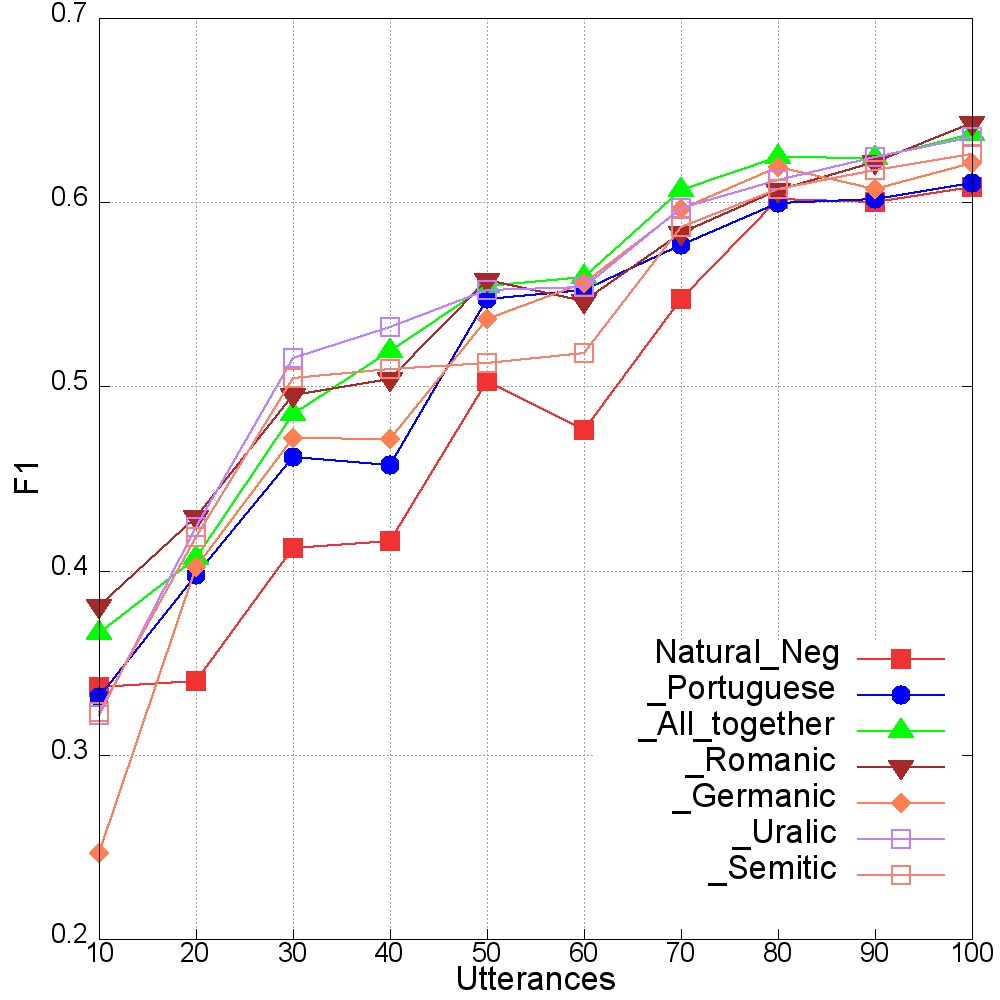 0.7
0.6
0.5
0.4
0.3
0.2
F1
Natural_Neg
_Portuguese
_All_together
_Romanic
_Germanic
_Uralic
_Semitic
10 20 30 40 50 60 70 80 90 100
Utterances